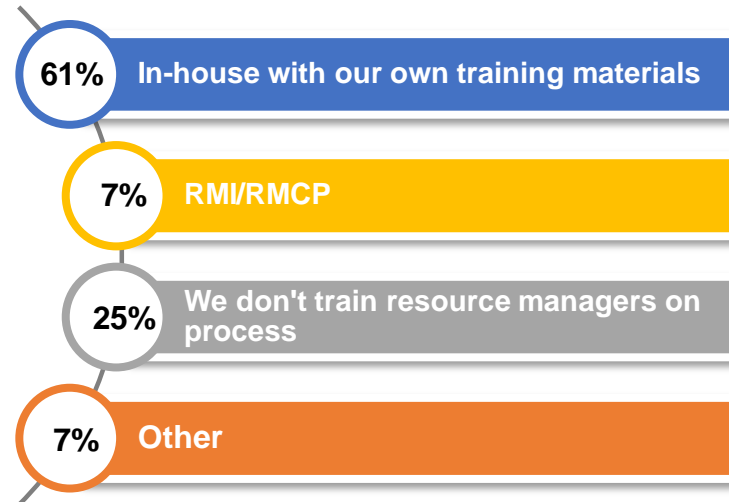 61% In-house with our own training materials
7% RMI/RMCP
25% We don't train resource managers on
process
7% Other